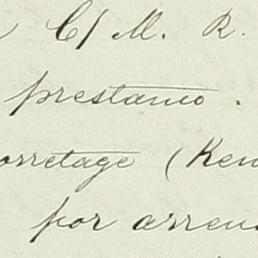 C/ M. R.
prestamo.
orretage (Ken
por arren